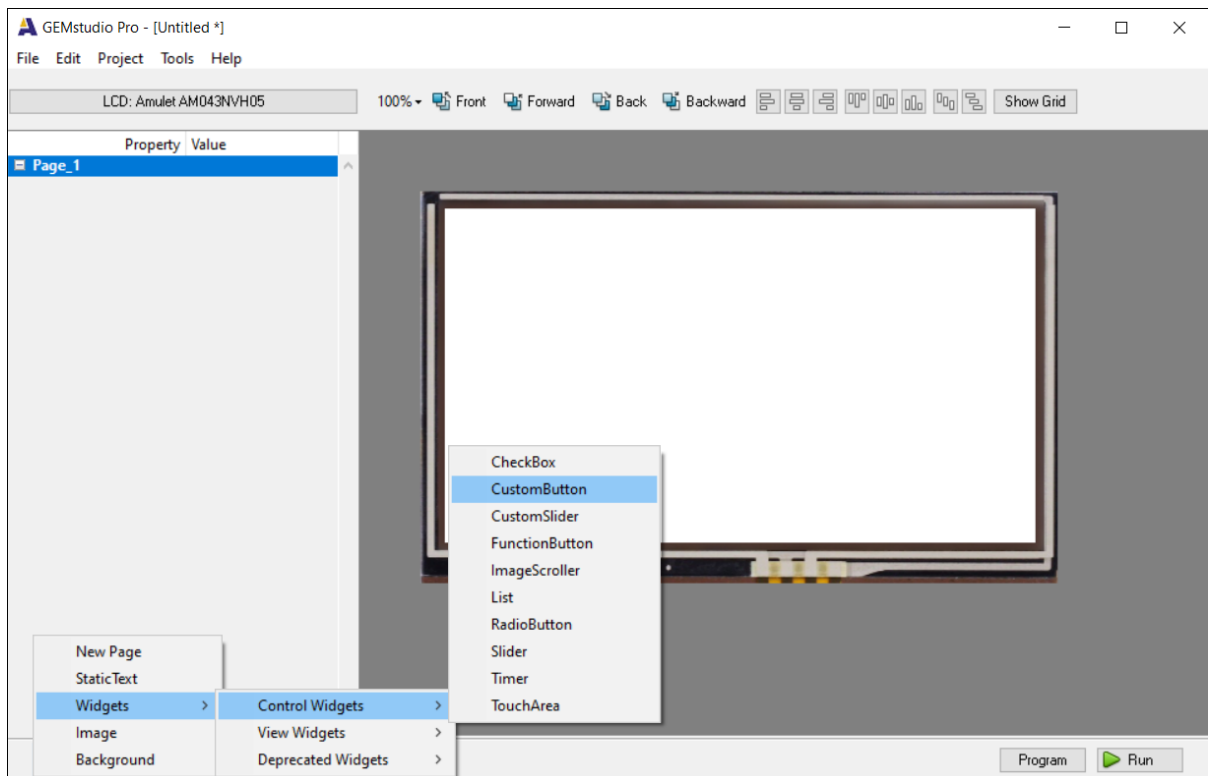 GEMstudio Pro - [Untitled *]
File Edit Project Tools Help
LCD: Amulet AM043NVH05 100% Front Forward Back Backward Show Grid
Property Value
Page_1
CheckBox
CustomButton
CustomSlider
FunctionButton
ImageScroller
List
RadioButton
Slider
Timer
TouchArea
New Page
StaticText
Widgets
Image
Background
Control Widgets
View Widgets
Deprecated Widgets
Program Run